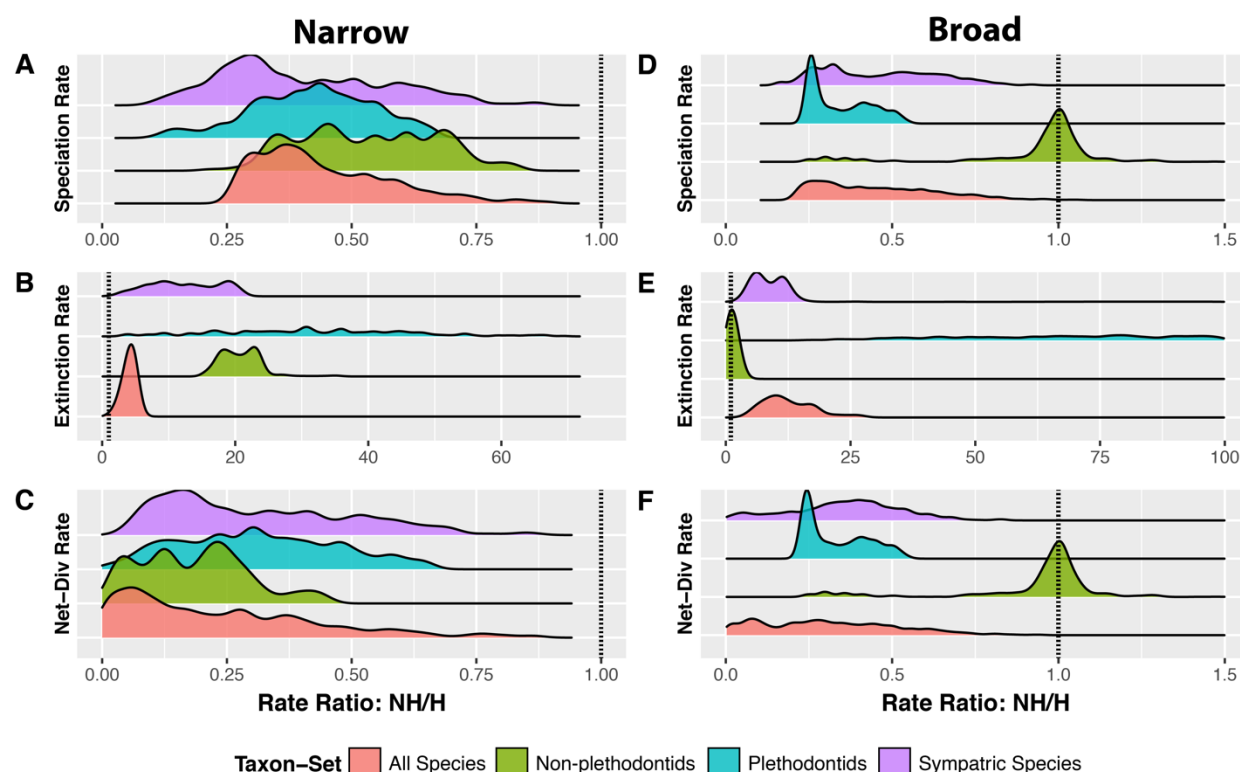 Narrow
Broad
A
Speciation Rate
0.00 0.25 0.50 0.75 1.00
D
Speciation Rate
0.0 0.5 1.0 1.5
B
Extinction Rate
0 20 40 60
E
Extinction Rate
0 25 50 75 100
C
Net–Div Rate
0.00 0.25 0.50 0.75 1.00
Rate Ratio: NH/H
F
Net–Div Rate
0.0 0.5 1.0 1.5
Rate Ratio: NH/H
Taxon–Set All Species Non-plethodontids Plethodontids Sympatric Species